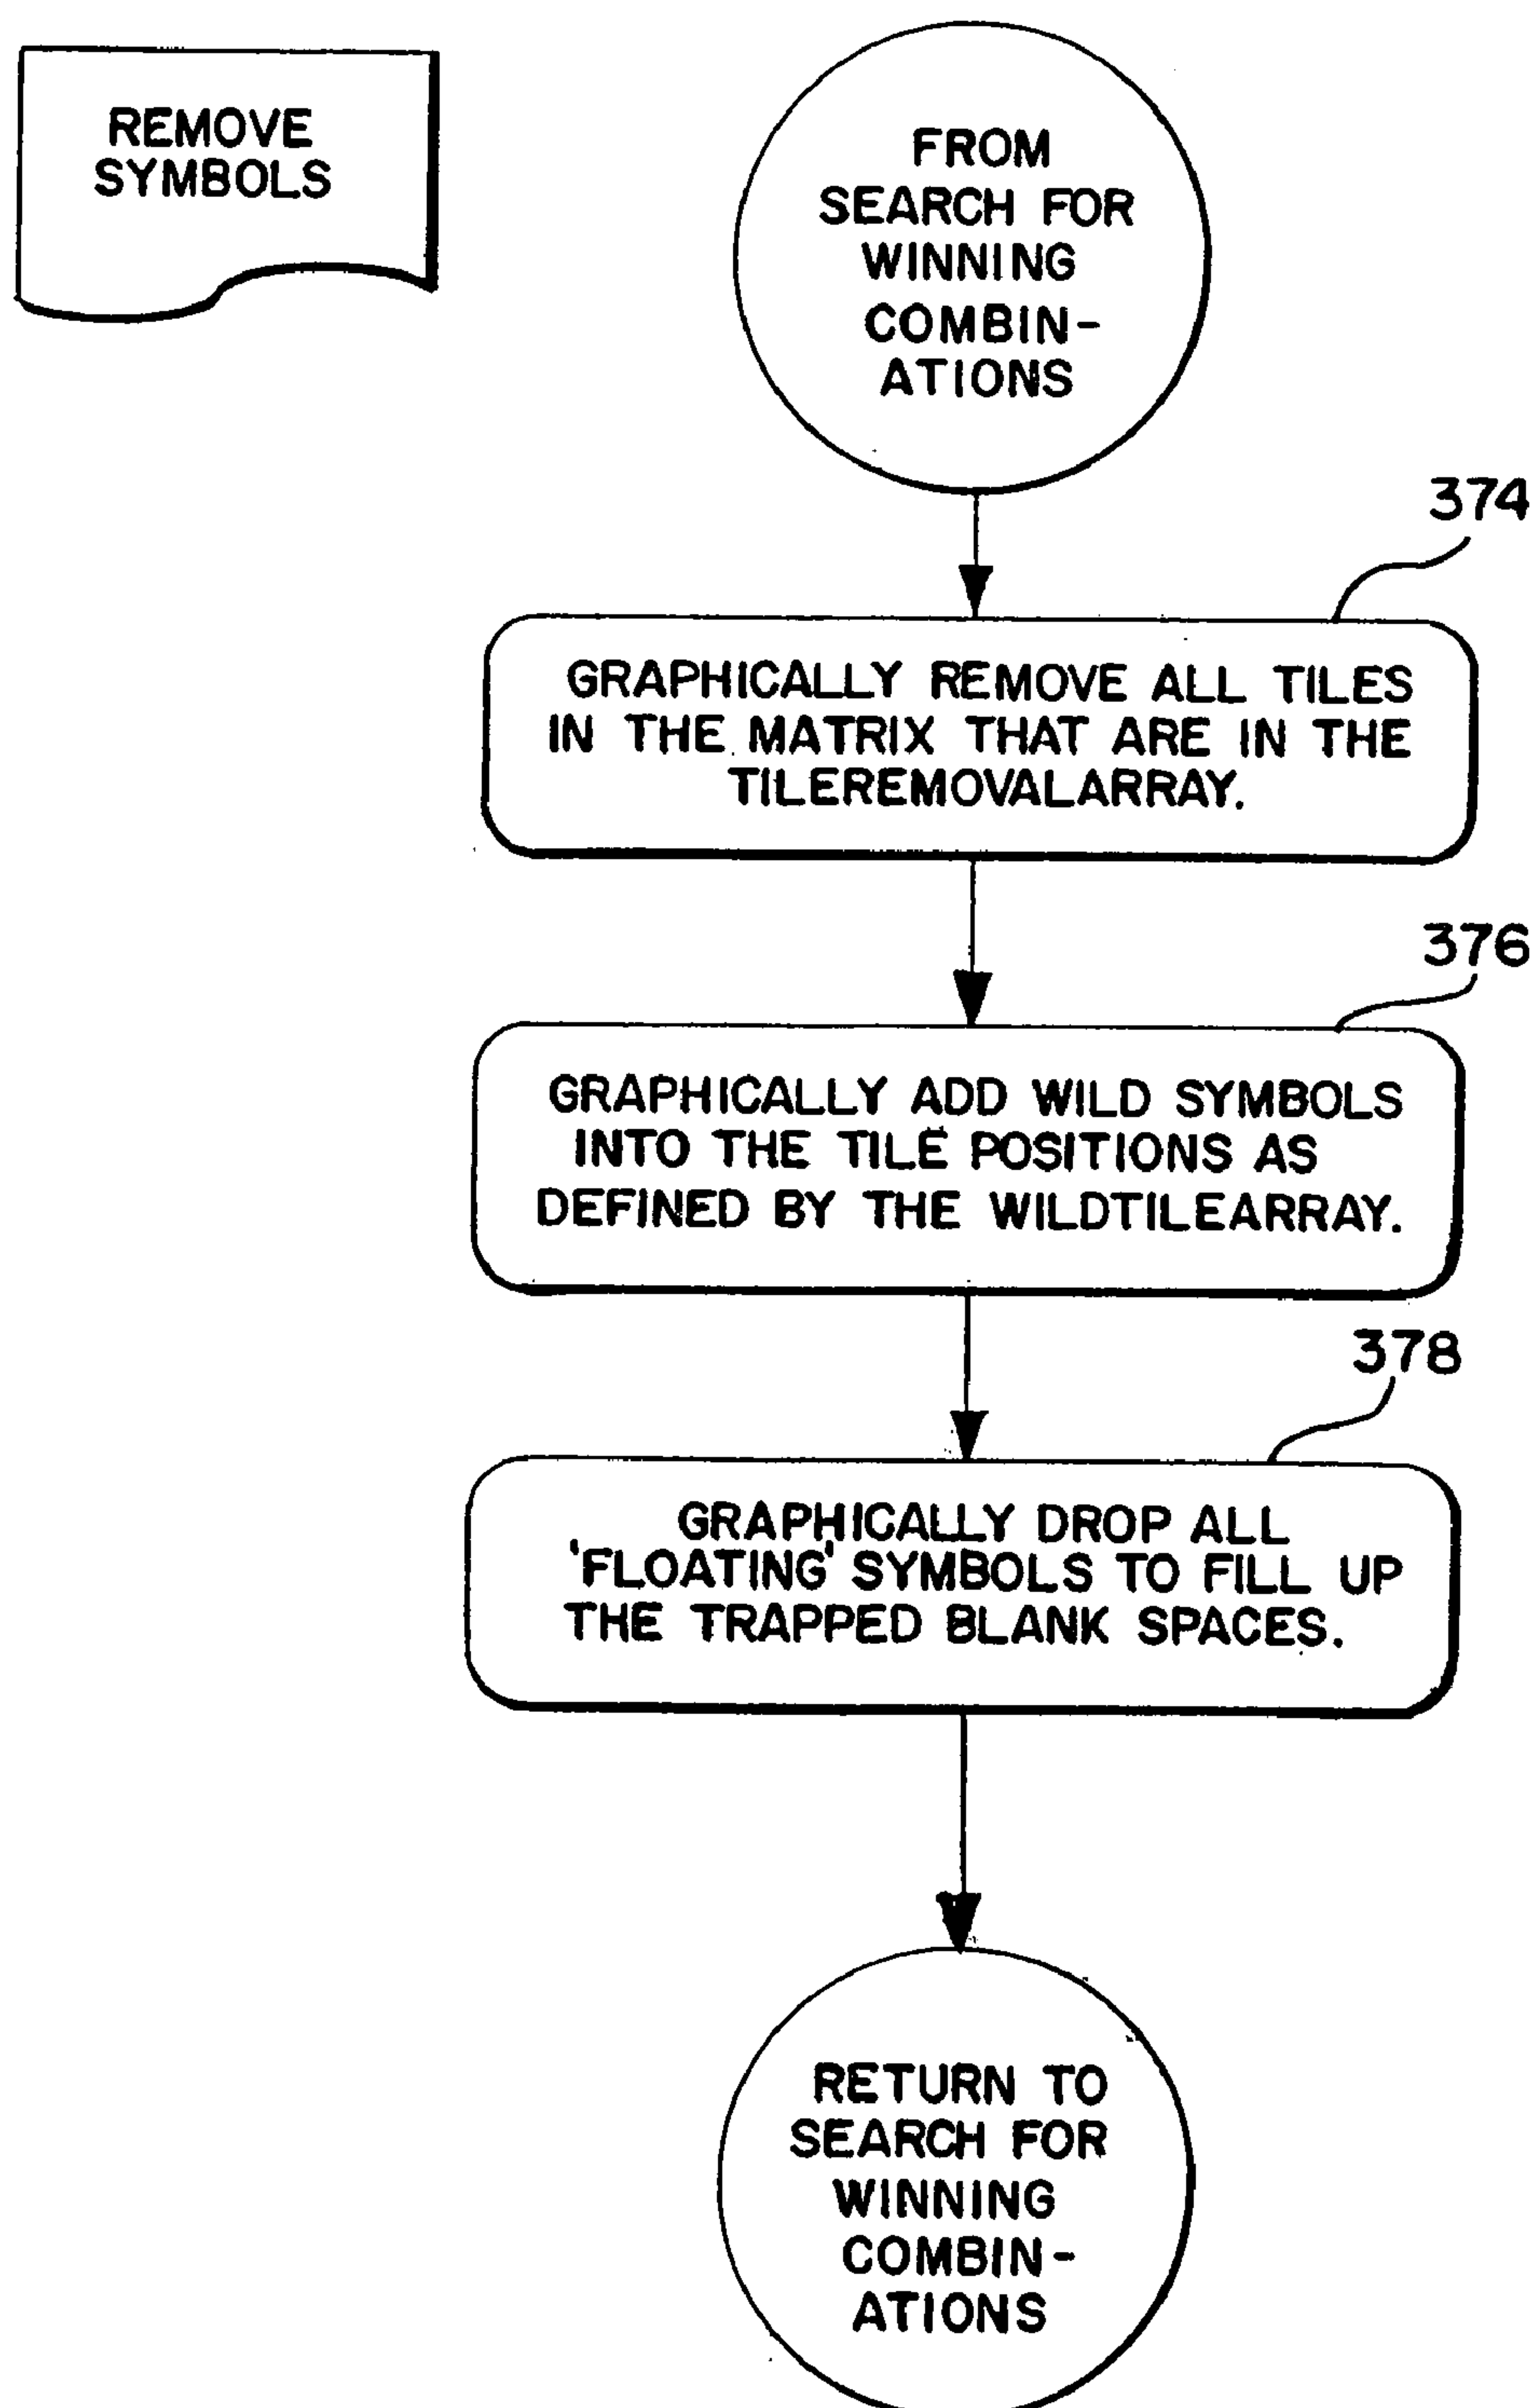 REMOVE
SYMBOLS
FROM
SEARCH FOR
WINNING
COMBIN-
ATIONS
374
GRAPHICALLY REMOVE ALL TILES
IN THE MATRIX THAT ARE IN THE
TILEREMOVALARRAY.
376
GRAPHICALLY ADD WILD SYMBOLS
INTO THE TILE POSITIONS AS
DEFINED BY THE WILDTILEARRAY.
378
GRAPHICALLY DROP ALL
'FLOATING' SYMBOLS TO FILL UP
THE TRAPPED BLANK SPACES.
RETURN TO
SEARCH FOR
WINNING
COMBIN-
ATIONS